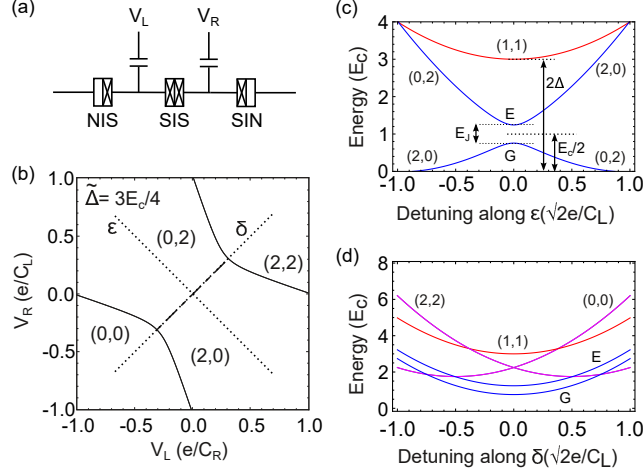 (a)
V_L
V_R
NIS
SIS
SIN
(b)
Δ̃= 3E_c/4
ε
δ
(0,2)
(2,2)
(0,0)
(2,0)
1.0
0.5
0.0
-0.5
-1.0
V_R (e/C_L)
-1.0 -0.5 0.0 0.5 1.0
V_L (e/C_R)
(c)
Energy (E_C)
4
3
2
1
0
(1,1)
(0,2)
(2,0)
2Δ
E
E_J
E_c/2
G
(2,0)
(0,2)
-1.0 -0.5 0.0 0.5 1.0
Detuning along ε(√2e/C_L)
(d)
Energy (E_C)
8
6
4
2
0
(2,2)
(0,0)
(1,1)
E
G
-1.0 -0.5 0.0 0.5 1.0
Detuning along δ(√2e/C_L)